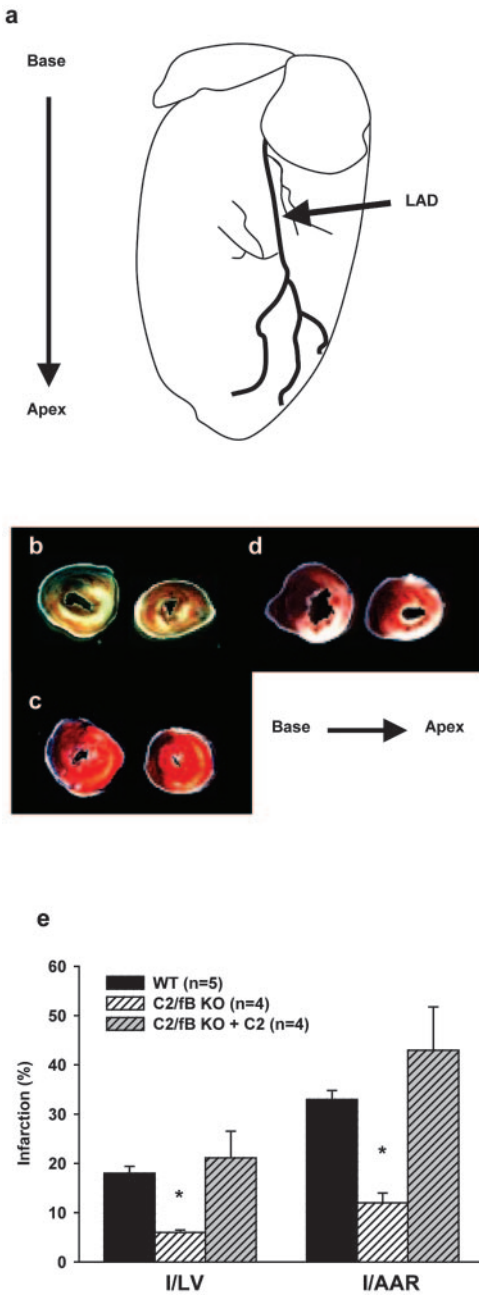 a
Base
LAD
Apex
b
d
c
Base
Apex
e
60
50
40
30
20
10
0
Infarction (%)
WT (n=5)
C2/fB KO (n=4)
C2/fB KO + C2 (n=4)
*
*
I/LV
I/AAR